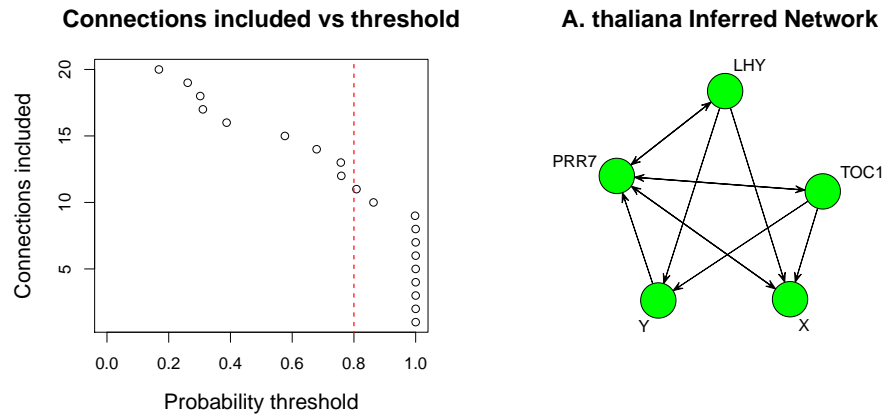 Connections included vs threshold
A. thaliana Inferred Network
Connections included
20
15
10
5
0.0 0.2 0.4 0.6 0.8 1.0
Probability threshold
LHY
PRR7
TOC1
Y
X